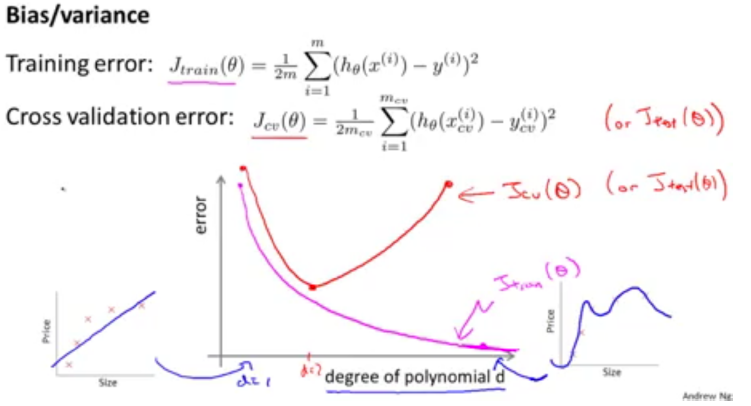 Bias/variance
Training error: J_train(θ) = 1/2m ∑_{i=1}^{m} (h_θ(x^(i)) − y^(i))²
Cross validation error: J_cv(θ) = 1/2m_cv ∑_{i=1}^{m_cv} (h_θ(x_cv^(i)) − y_cv^(i))² (or J_test(θ))
error
J_cv(θ) (or J_test(θ))
J_train(θ)
Price
Size
Price
Size
d=1
d=2
degree of polynomial d
Andrew Ng